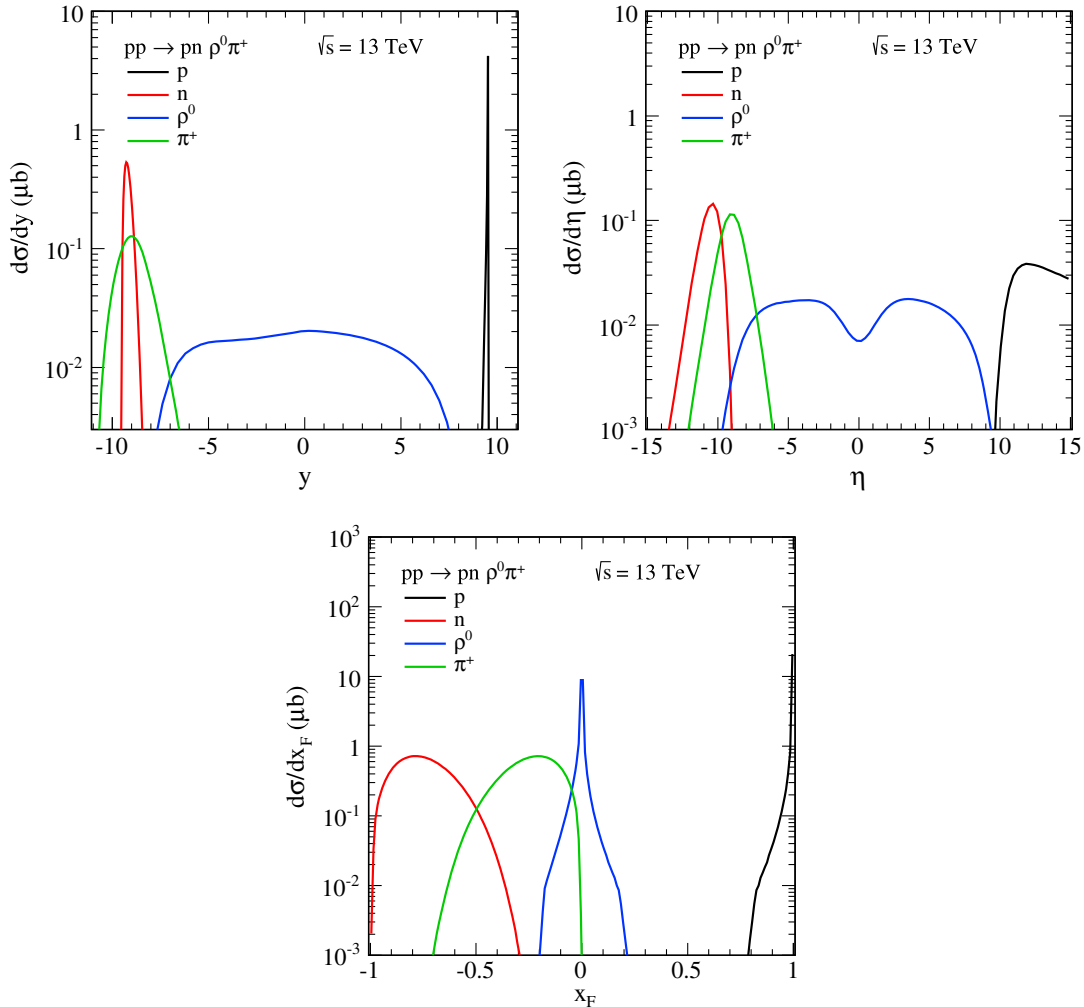 pp → pn ρ⁰π⁺ √s = 13 TeV
p
n
ρ⁰
π⁺
dσ/dy (μb)
10
1
10⁻¹
10⁻²
-10 -5 0 5 10
y
pp → pn ρ⁰π⁺ √s = 13 TeV
p
n
ρ⁰
π⁺
dσ/dη (μb)
10
1
10⁻¹
10⁻²
10⁻³
-15 -10 -5 0 5 10 15
η
pp → pn ρ⁰π⁺ √s = 13 TeV
p
n
ρ⁰
π⁺
dσ/dx_F (μb)
10³
10²
10
1
10⁻¹
10⁻²
10⁻³
-1 -0.5 0 0.5 1
x_F